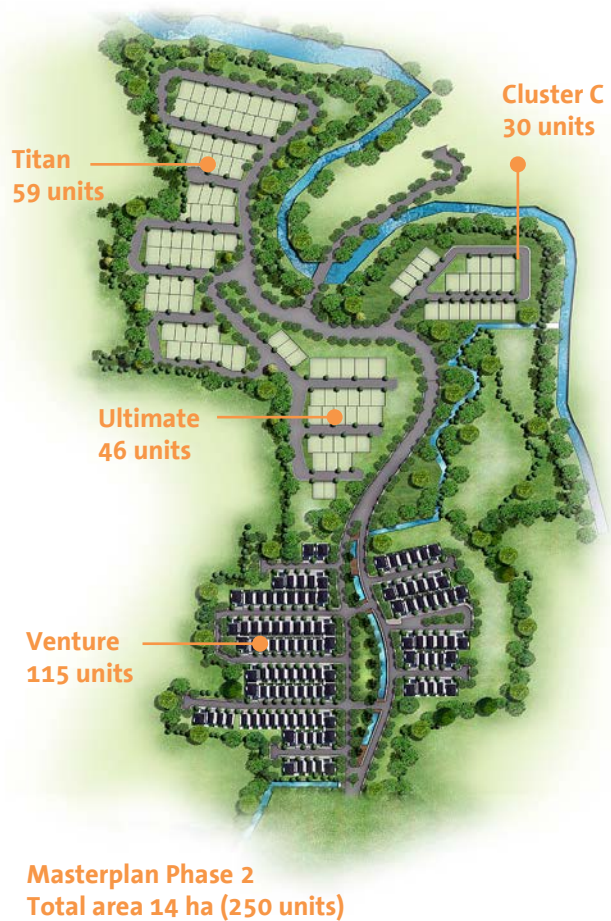 Cluster C
30 units
Titan
59 units
Ultimate
46 units
Venture
115 units
Masterplan Phase 2
Total area 14 ha (250 units)